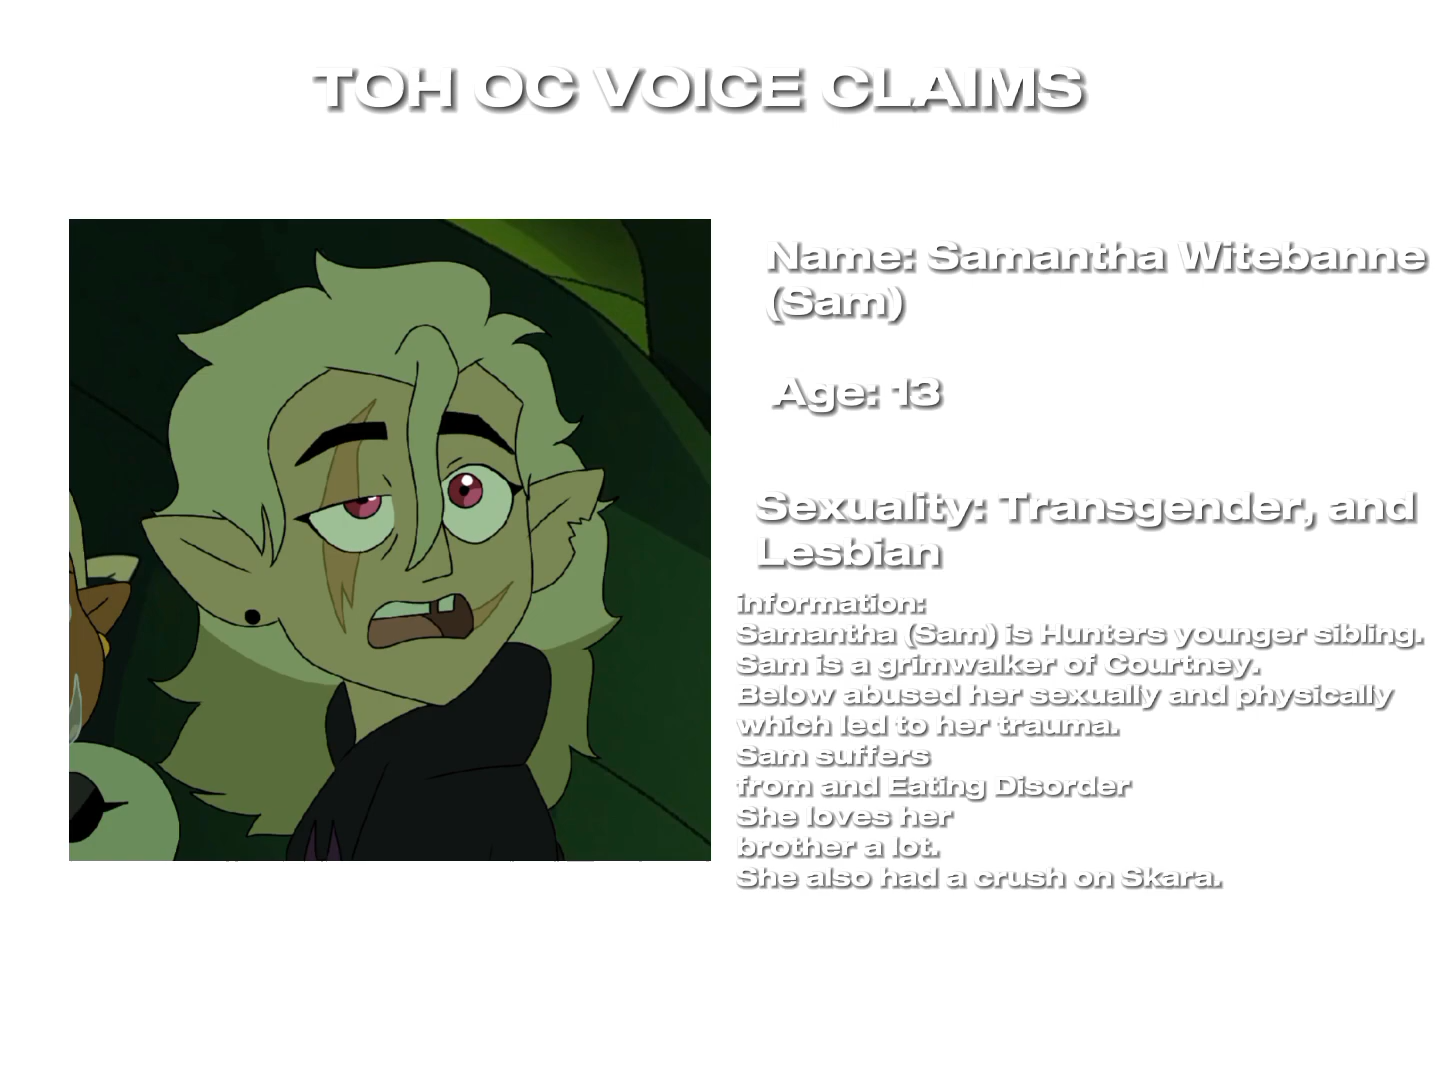 TOH OC VOICE CLAIMS
Name: Samantha Witebanne
(Sam)
Age: 13
Sexuality: Transgender, and
Lesbian
information:
Samantha (Sam) is Hunters younger sibling.
Sam is a grimwalker of Courtney.
Below abused her sexually and physically
which led to her trauma.
Sam suffers
from and Eating Disorder
She loves her
brother a lot.
She also had a crush on Skara.